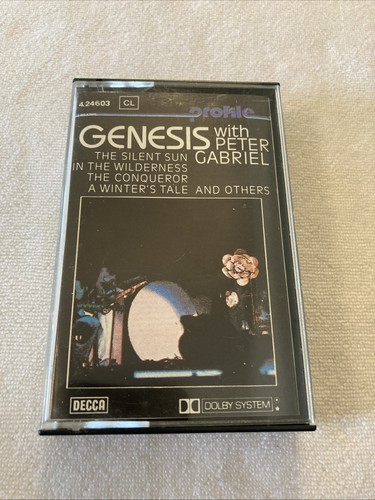 4.24603 CL
profile
GENESIS with
PETER
GABRIEL
THE SILENT SUN
IN THE WILDERNESS
THE CONQUEROR
A WINTER'S TALE AND OTHERS
DECCA
DOLBY SYSTEM